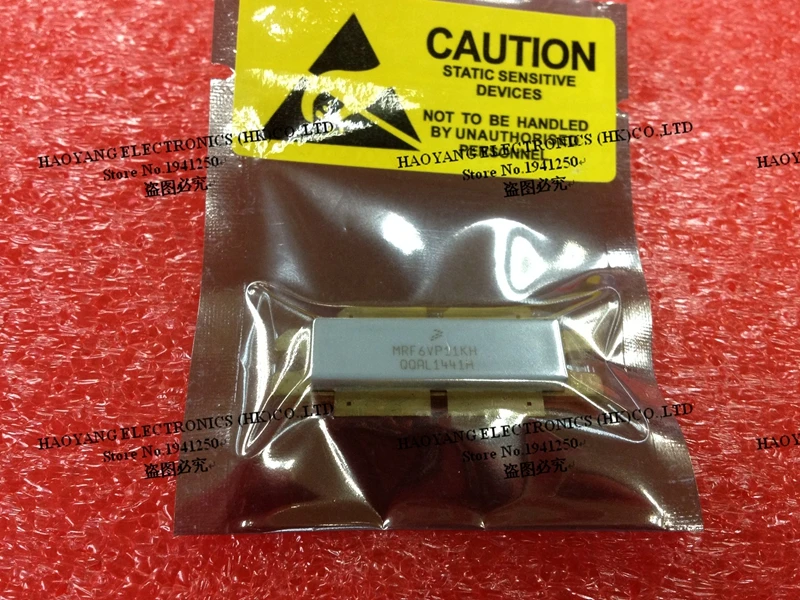 CAUTION
STATIC SENSITIVE
DEVICES
NOT TO BE HANDLED
BY UNAUTHORISED
PERSONNEL
HAOYANG ELECTRONICS (HK)CO.,LTD
Store No.1941250
盗图必究
HAOYANG ELECTRONICS (HK)CO.,LTD
Store No.1941250
盗图必究
HAOY
MRF6VP11KH
QQAL1441H
HAOYANG ELECTRONICS (HK)CO.,LTD
Store No.1941250
盗图必究
HAOYANG ELECTRONICS (HK)CO.,LTD
Store No.1941250
盗图必究
HAOY